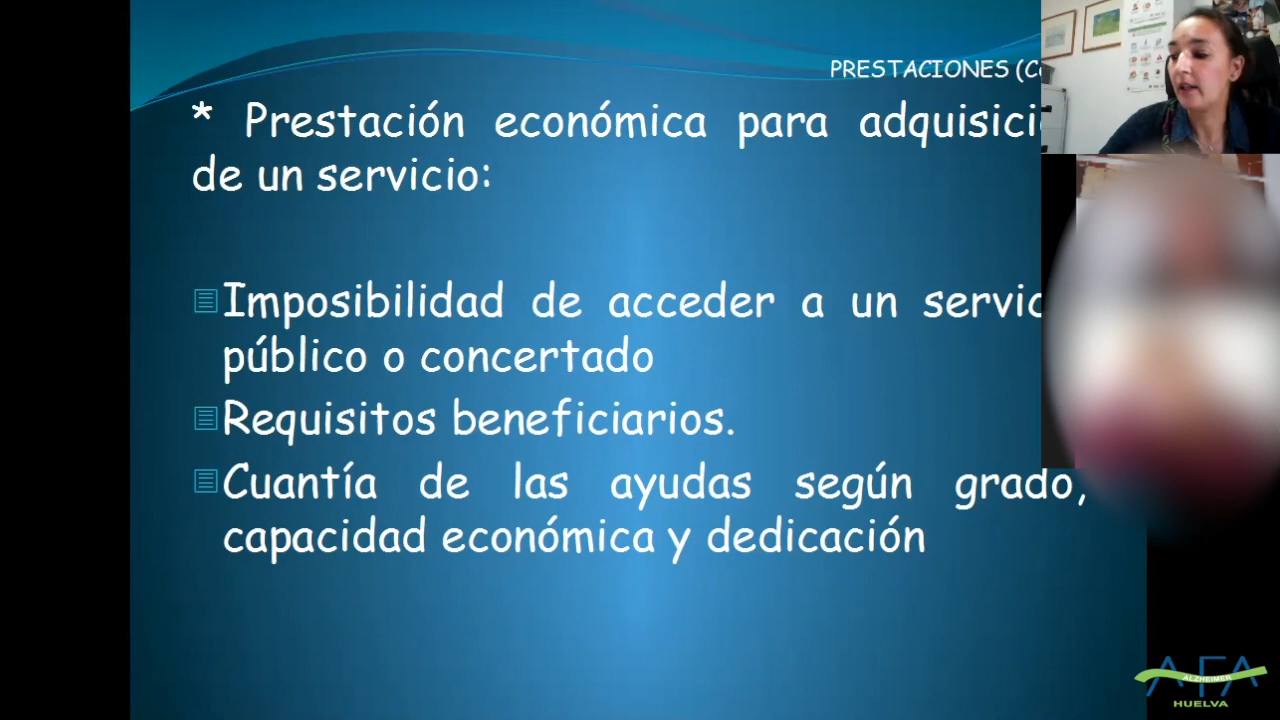 PRESTACIONES (C
* Prestación económica para adquisici
de un servicio:
Imposibilidad de acceder a un servic
público o concertado
Requisitos beneficiarios.
Cuantía de las ayudas según grado,
capacidad económica y dedicación
AFA
ALZHEIMER
HUELVA